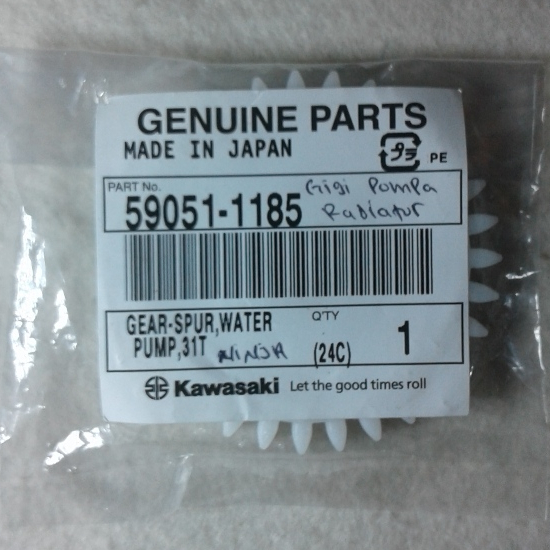 GENUINE PARTS
MADE IN JAPAN
PE
PART No.
59051-1185
Gigi Pompa
Radiatur
GEAR-SPUR,WATER
PUMP,31T
NINJA
Q'TY
(24C)
1
Kawasaki Let the good times roll